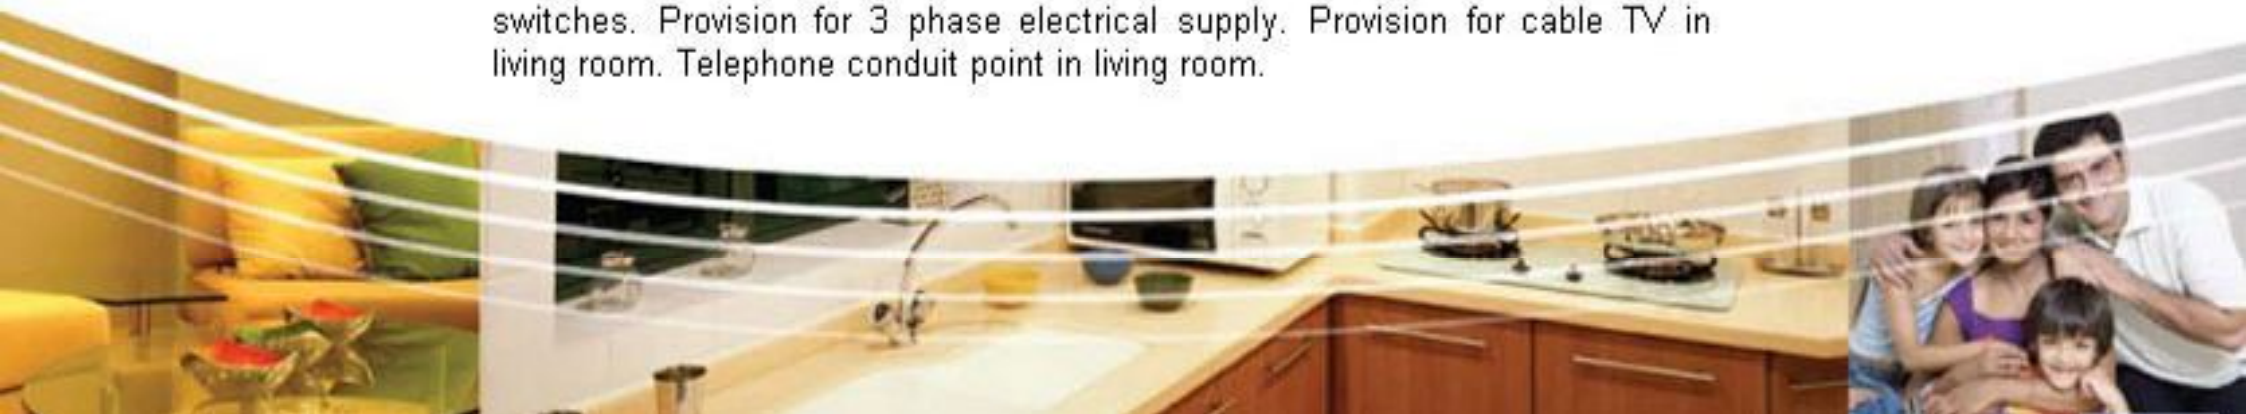 switches. Provision for 3 phase electrical supply. Provision for cable TV in
living room. Telephone conduit point in living room.